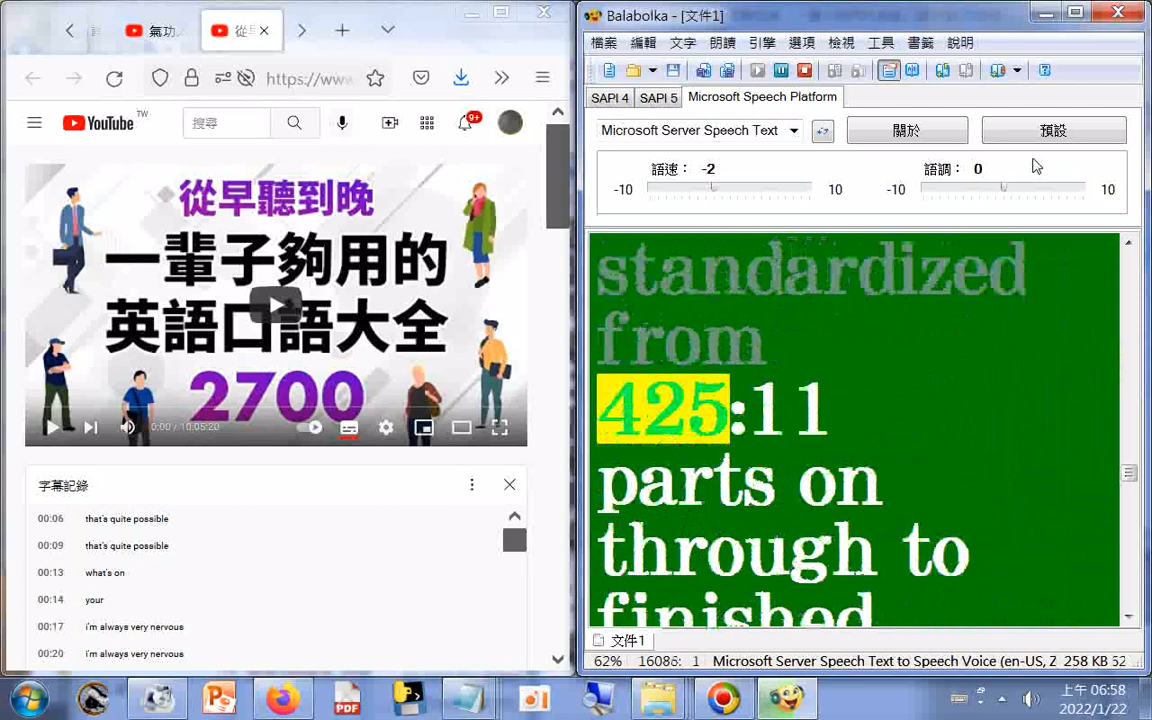 氣功
從
https://www
YouTube TW
搜尋
9+
從早聽到晚
一輩子夠用的
英語口語大全
2700
0:00 / 10:05:20
字幕記錄
00:06 that's quite possible
00:09 that's quite possible
00:13 what's on
00:14 your
00:17 i'm always very nervous
00:20 i'm always very nervous
Balabolka - [文件1]
檔案 編輯 文字 朗讀 引擎 選項 檢視 工具 書籤 說明
SAPI 4 SAPI 5 Microsoft Speech Platform
Microsoft Server Speech Text 關於 預設
語速： -2 語調： 0
-10 10 -10 10
standardized
from
425:11
parts on
through to
finished
文件1
62% 16086: 1 Microsoft Server Speech Text to Speech Voice (en-US, Z 258 KB 52
PDF
上午 06:58
2022/1/22